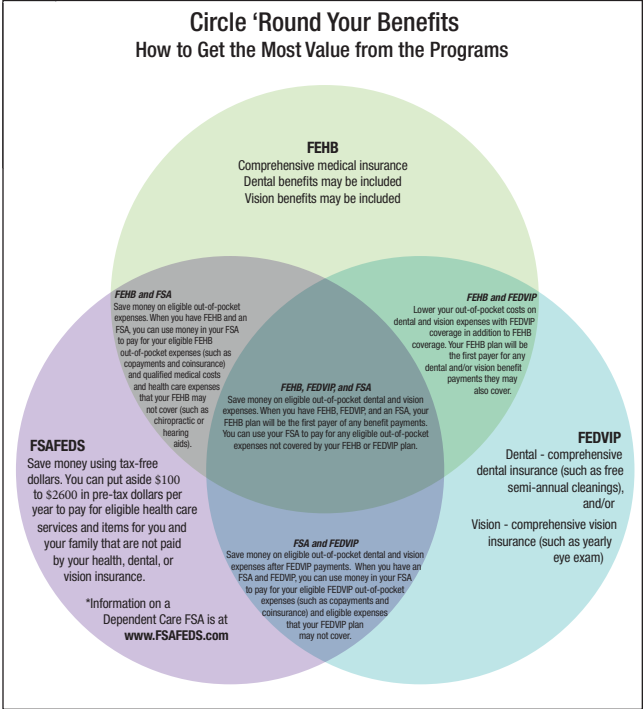 Circle ‘Round Your Benefits
How to Get the Most Value from the Programs
FEHB
Comprehensive medical insurance
Dental benefits may be included
Vision benefits may be included
FEHB and FSA
Save money on eligible out-of-pocket
expenses. When you have FEHB and an
FSA, you can use money in your FSA
to pay for your eligible FEHB
out-of-pocket expenses (such as
copayments and coinsurance)
and qualified medical costs
and health care expenses
that your FEHB may
not cover (such as
chiropractic or
hearing
aids).
FEHB and FEDVIP
Lower your out-of-pocket costs on
dental and vision expenses with FEDVIP
coverage in addition to FEHB
coverage. Your FEHB plan will be
the first payer for any
dental and/or vision benefit
payments they may
also cover.
FEHB, FEDVIP, and FSA
Save money on eligible out-of-pocket dental and vision
expenses. When you have FEHB, FEDVIP, and an FSA, your
FEHB plan will be the first payer of any benefit payments.
You can use your FSA to pay for any eligible out-of-pocket
expenses not covered by your FEHB or FEDVIP plan.
FSAFEDS
Save money using tax-free
dollars. You can put aside $100
to $2600 in pre-tax dollars per
year to pay for eligible health care
services and items for you and
your family that are not paid
by your health, dental, or
vision insurance.
*Information on a
Dependent Care FSA is at
www.FSAFEDS.com
FEDVIP
Dental - comprehensive
dental insurance (such as free
semi-annual cleanings),
and/or
Vision - comprehensive vision
insurance (such as yearly
eye exam)
FSA and FEDVIP
Save money on eligible out-of-pocket dental and vision
expenses after FEDVIP payments. When you have an
FSA and FEDVIP, you can use money in your FSA
to pay for your eligible FEDVIP out-of-pocket
expenses (such as copayments and
coinsurance) and eligible expenses
that your FEDVIP plan
may not cover.